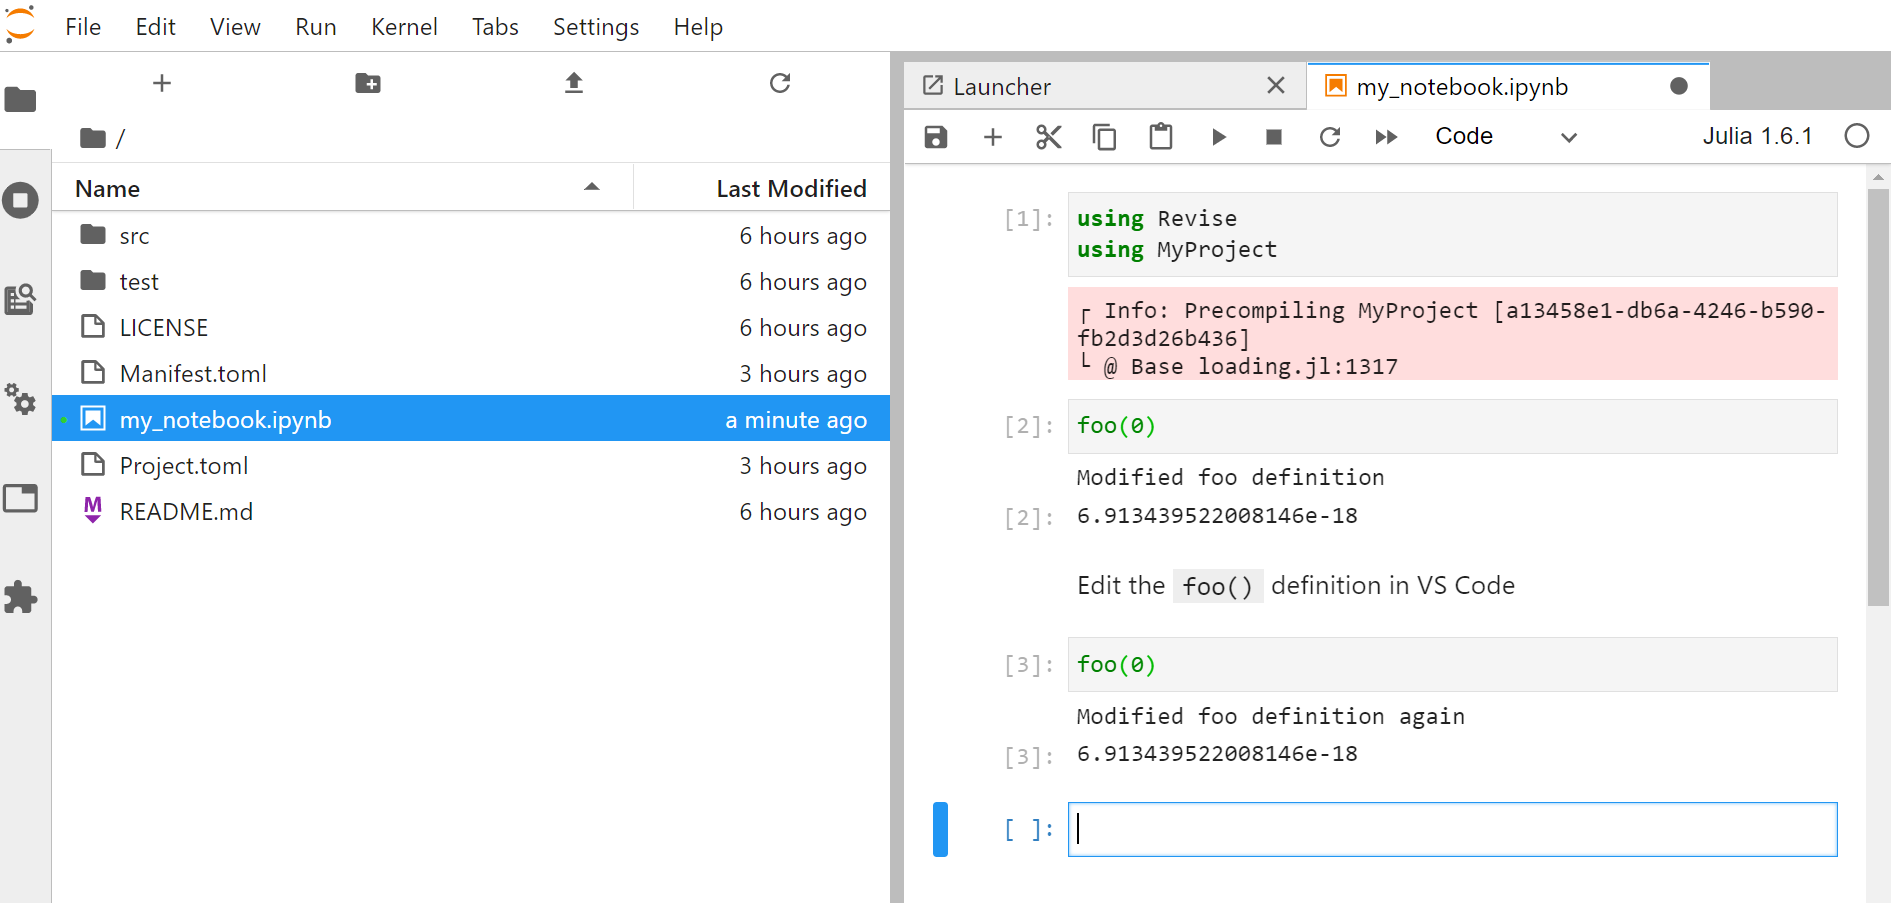 File Edit View Run Kernel Tabs Settings Help
/
Name Last Modified
src 6 hours ago
test 6 hours ago
LICENSE 6 hours ago
Manifest.toml 3 hours ago
my_notebook.ipynb a minute ago
Project.toml 3 hours ago
README.md 6 hours ago
Launcher my_notebook.ipynb
Code Julia 1.6.1
[1]: using Revise
using MyProject
┌ Info: Precompiling MyProject [a13458e1-db6a-4246-b590-
fb2d3d26b436]
└ @ Base loading.jl:1317
[2]: foo(0)
Modified foo definition
[2]: 6.913439522008146e-18
Edit the foo() definition in VS Code
[3]: foo(0)
Modified foo definition again
[3]: 6.913439522008146e-18
[ ]: